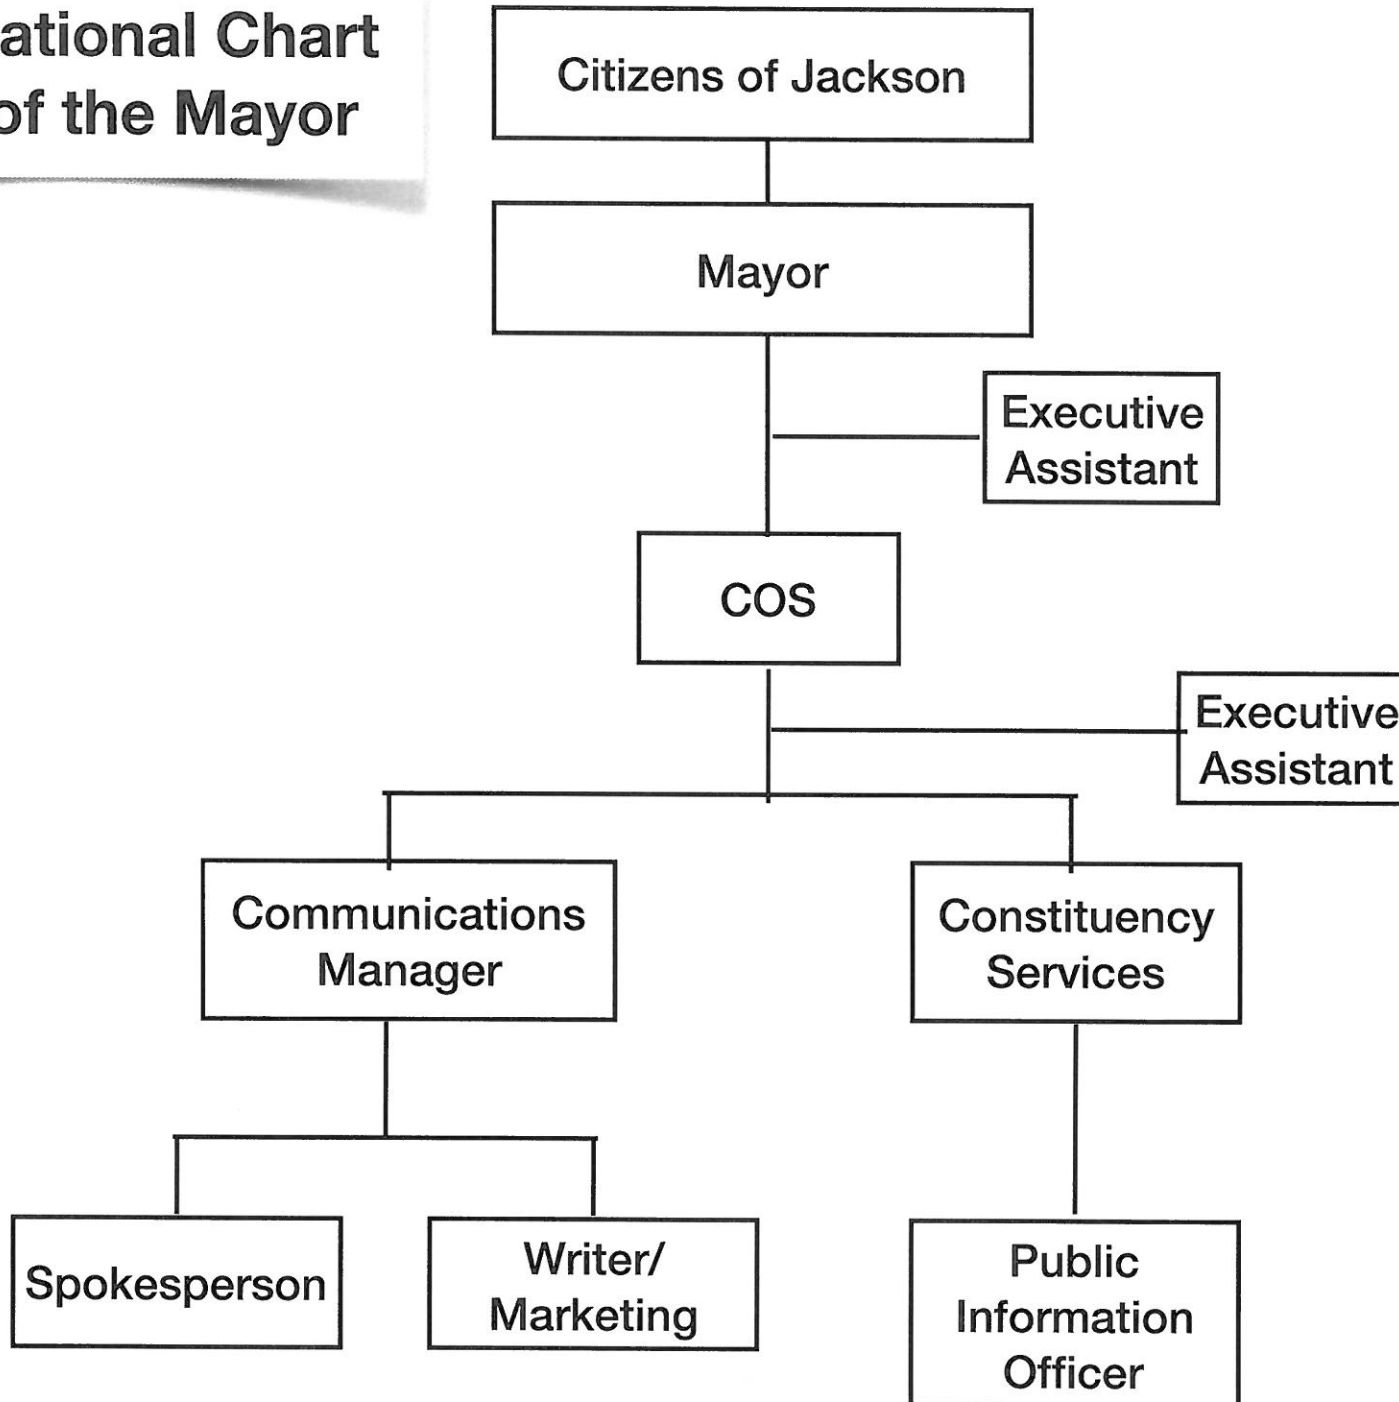 ational Chart
of the Mayor
Citizens of Jackson
Mayor
Executive
Assistant
COS
Executive
Assistant
Communications
Manager
Constituency
Services
Spokesperson
Writer/
Marketing
Public
Information
Officer